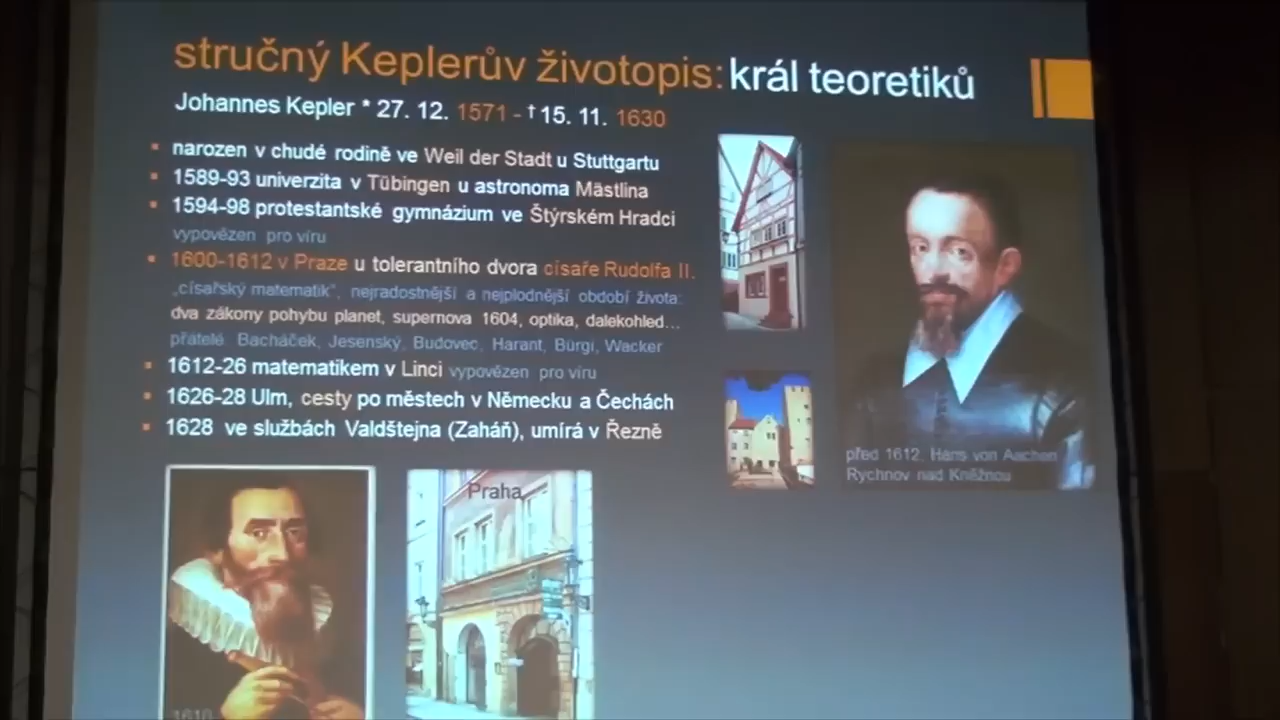 stručný Keplerův životopis: král teoretiků
Johannes Kepler * 27. 12. 1571 - †15. 11. 1630
narozen v chudé rodině ve Weil der Stadt u Stuttgartu
1589-93 univerzita v Tübingen u astronoma Mästlina
1594-98 protestantské gymnázium ve Štýrském Hradci
vypovězen pro víru
1600-1612 v Praze u tolerantního dvora císaře Rudolfa II.
„císařský matematik", nejradostnější a nejplodnější období života:
dva zákony pohybu planet, supernova 1604, optika, dalekohled...
přátelé Bacháček, Jesenský, Budovec, Harant, Bürgi, Wacker
1612-26 matematikem v Linci vypovězen pro víru
1626-28 Ulm, cesty po městech v Německu a Čechách
1628 ve službách Valdštejna (Zaháň), umírá v Řezně
před 1612, Hans von Aachen
Rychnov nad Kněžnou
Praha
1610